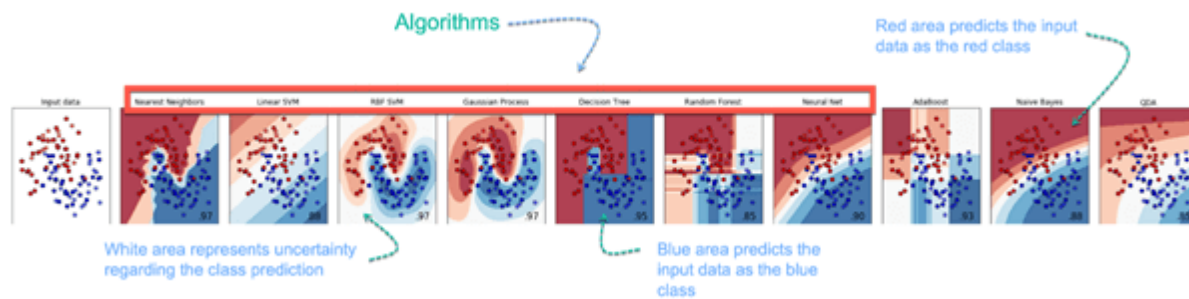 Algorithms
Red area predicts the input
data as the red class
Input data
Nearest Neighbors
Linear SVM
RBF SVM
Gaussian Process
Decision Tree
Random Forest
Neural Net
AdaBoost
Naive Bayes
QDA
.97
.88
.97
.97
.95
.85
.90
.93
.88
.85
White area represents uncertainty
regarding the class prediction
Blue area predicts the
input data as the blue
class